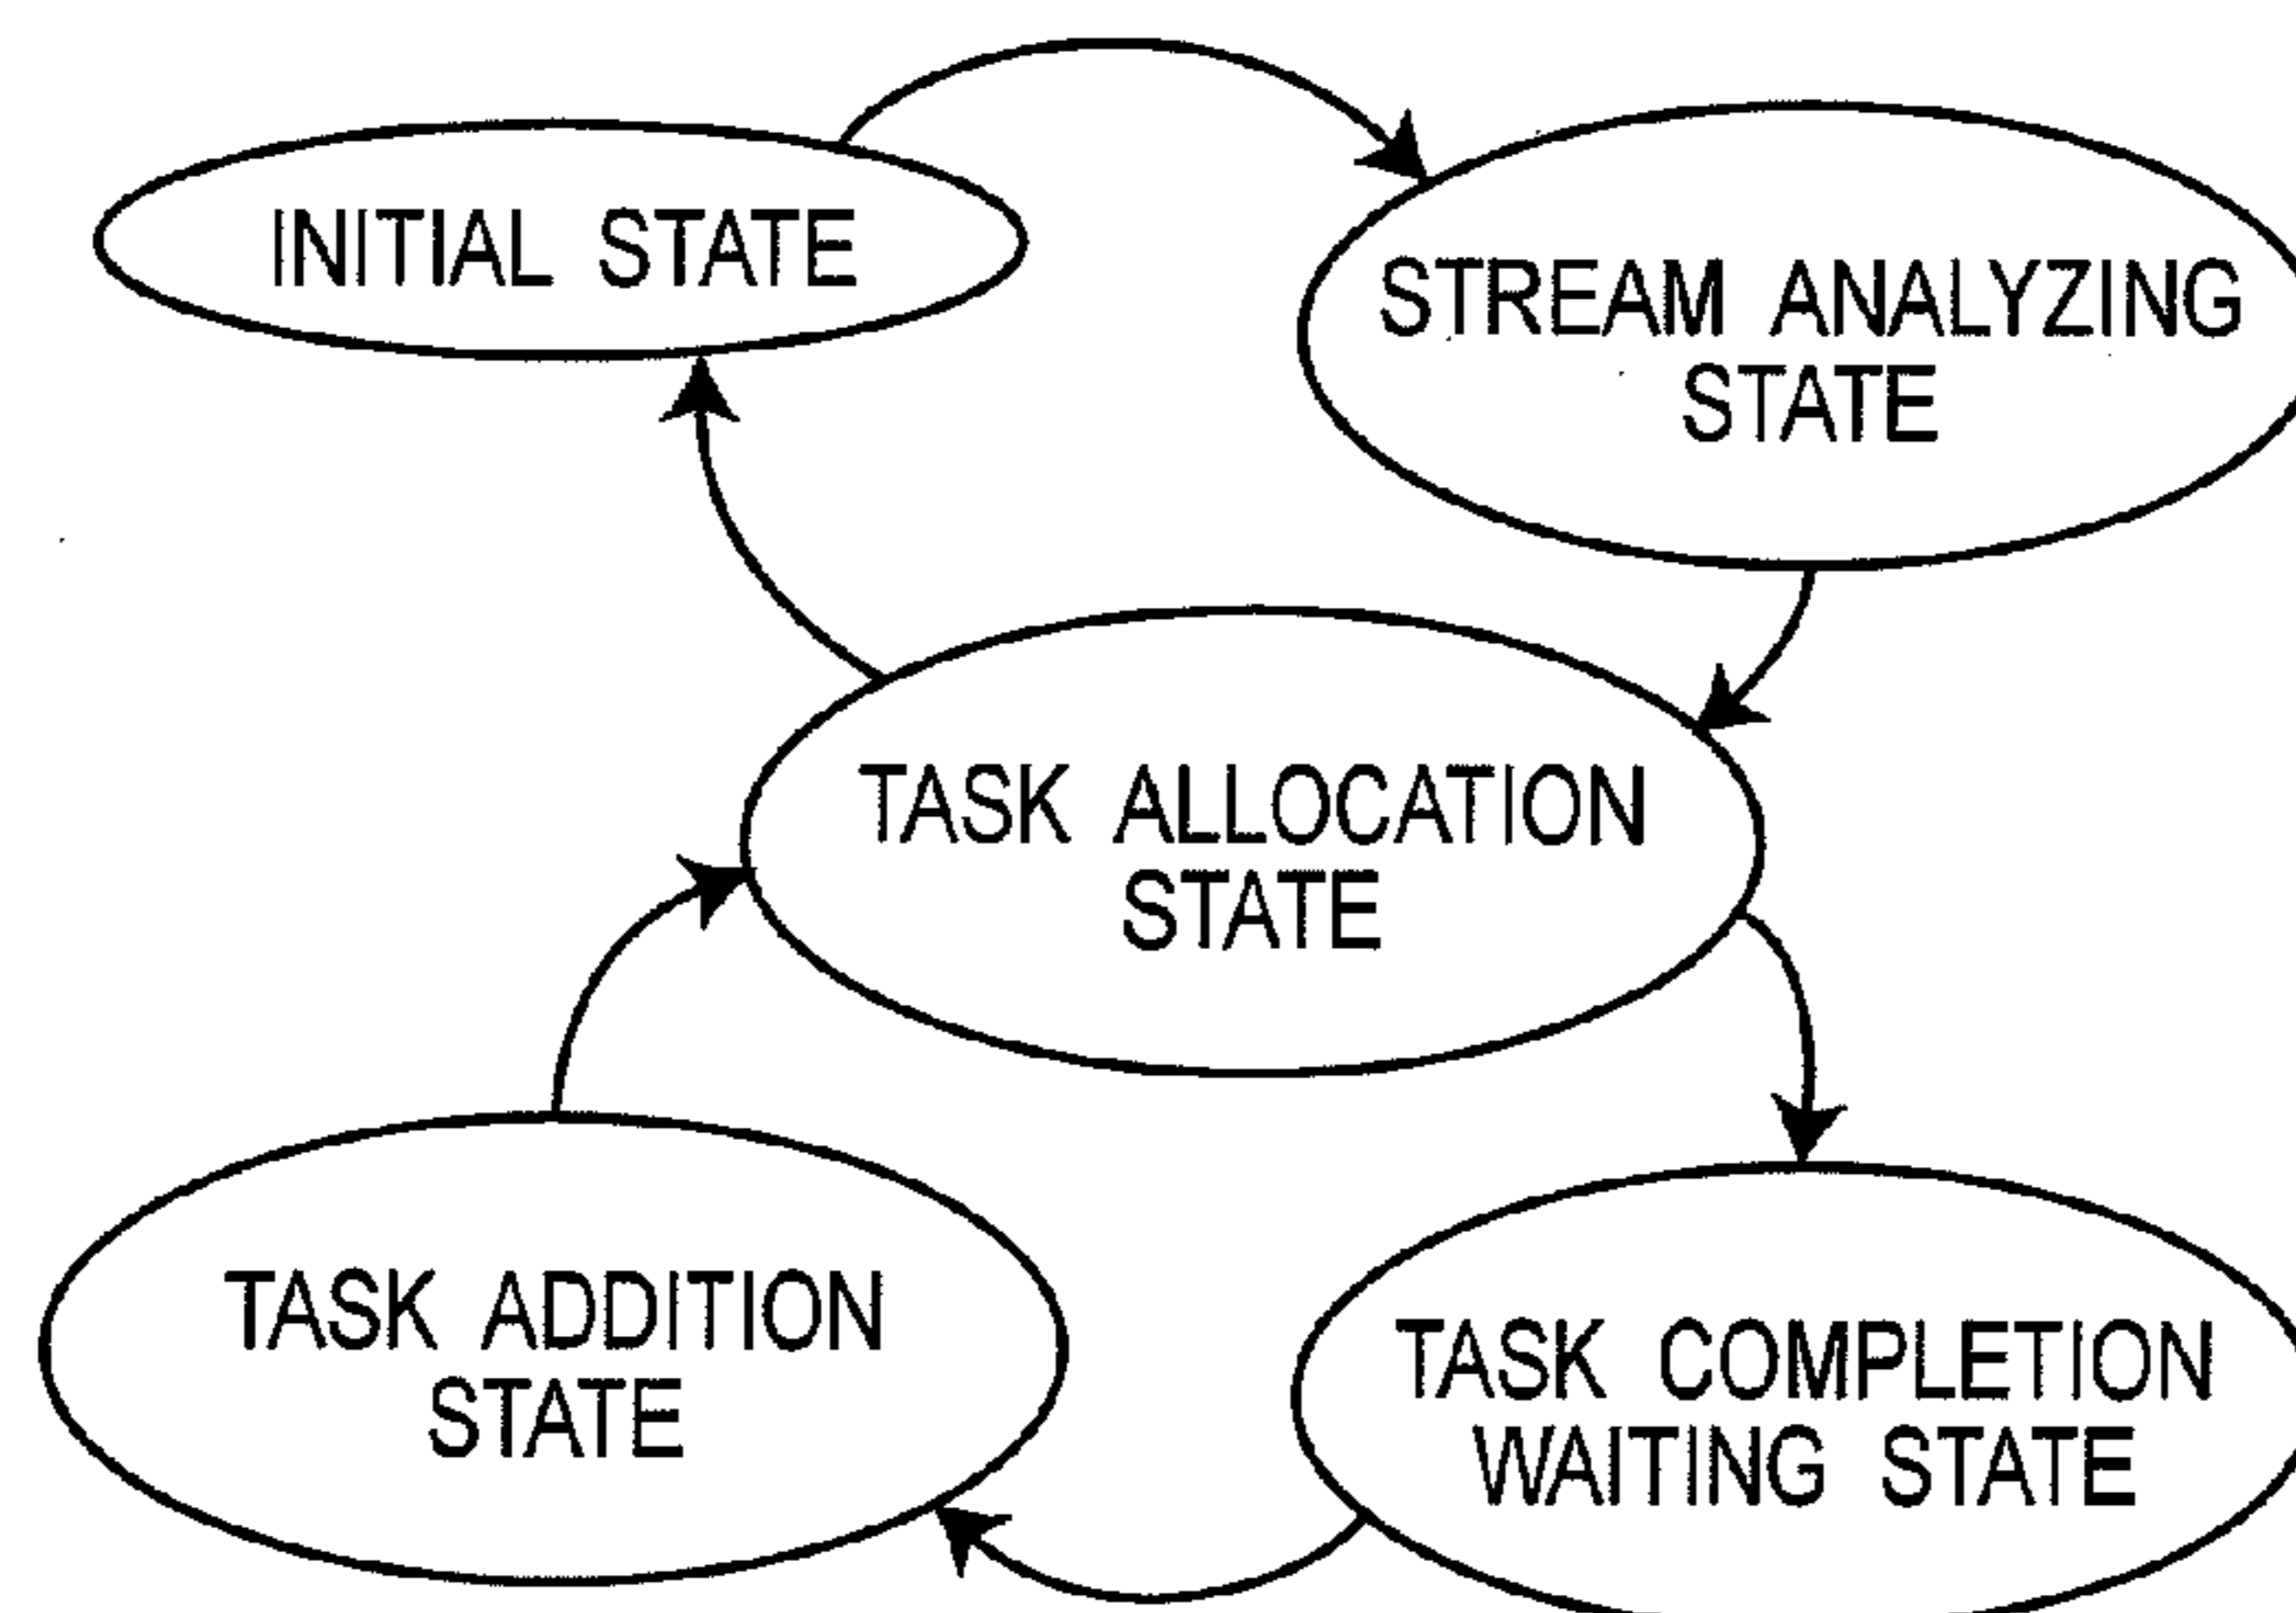 INITIAL STATE
STREAM ANALYZING
STATE
TASK ALLOCATION
STATE
TASK ADDITION
STATE
TASK COMPLETION
WAITING STATE